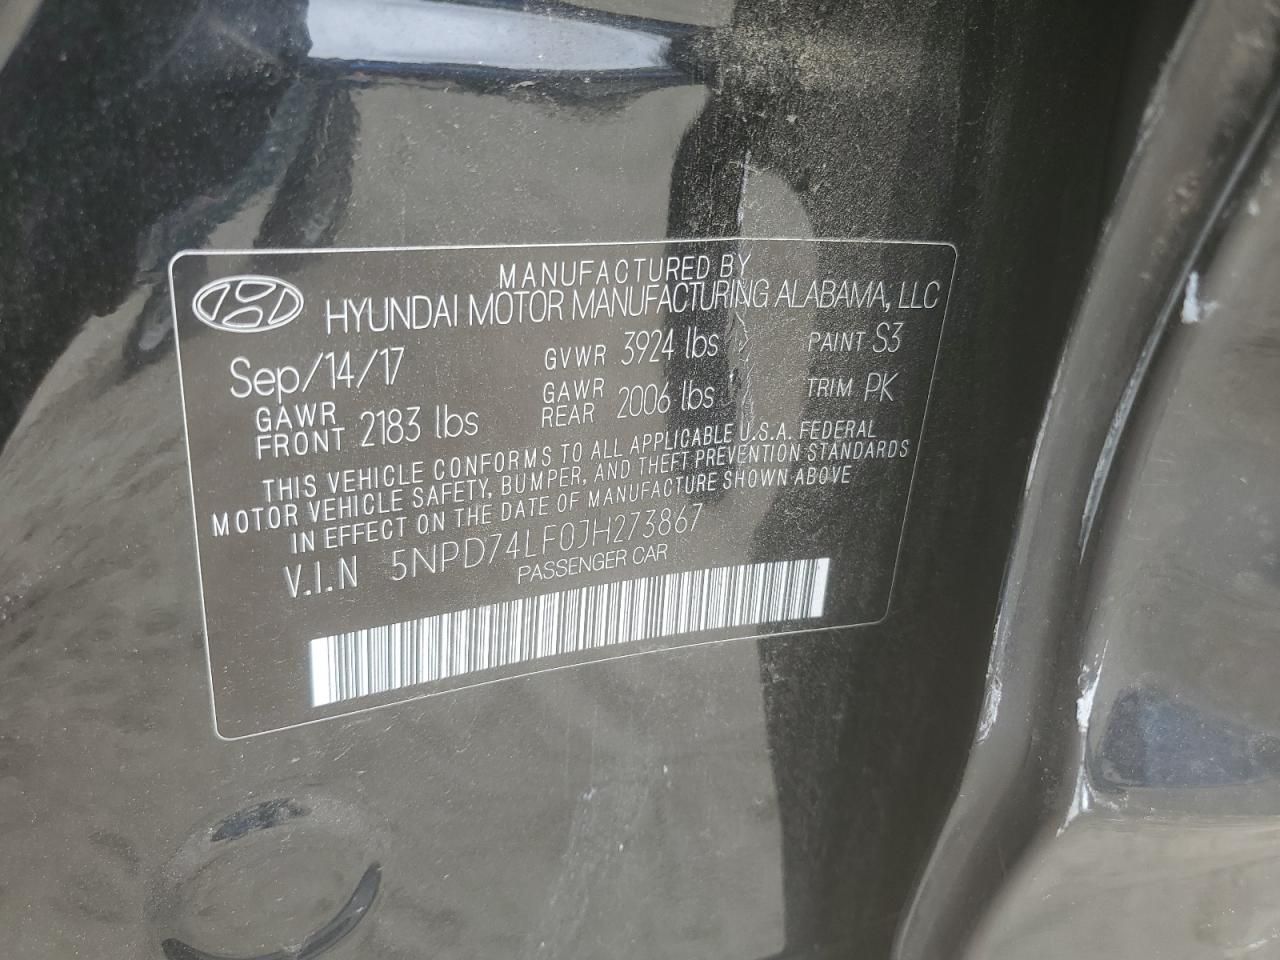 MANUFACTURED BY
HYUNDAI MOTOR MANUFACTURING ALABAMA, LLC
Sep/14/17 GVWR 3924 lbs PAINT S3
GAWR FRONT 2183 lbs GAWR REAR 2006 lbs TRIM PK
THIS VEHICLE CONFORMS TO ALL APPLICABLE U.S.A. FEDERAL
MOTOR VEHICLE SAFETY, BUMPER, AND THEFT PREVENTION STANDARDS
IN EFFECT ON THE DATE OF MANUFACTURE SHOWN ABOVE
V.I.N 5NPD74LF0JH273867
PASSENGER CAR